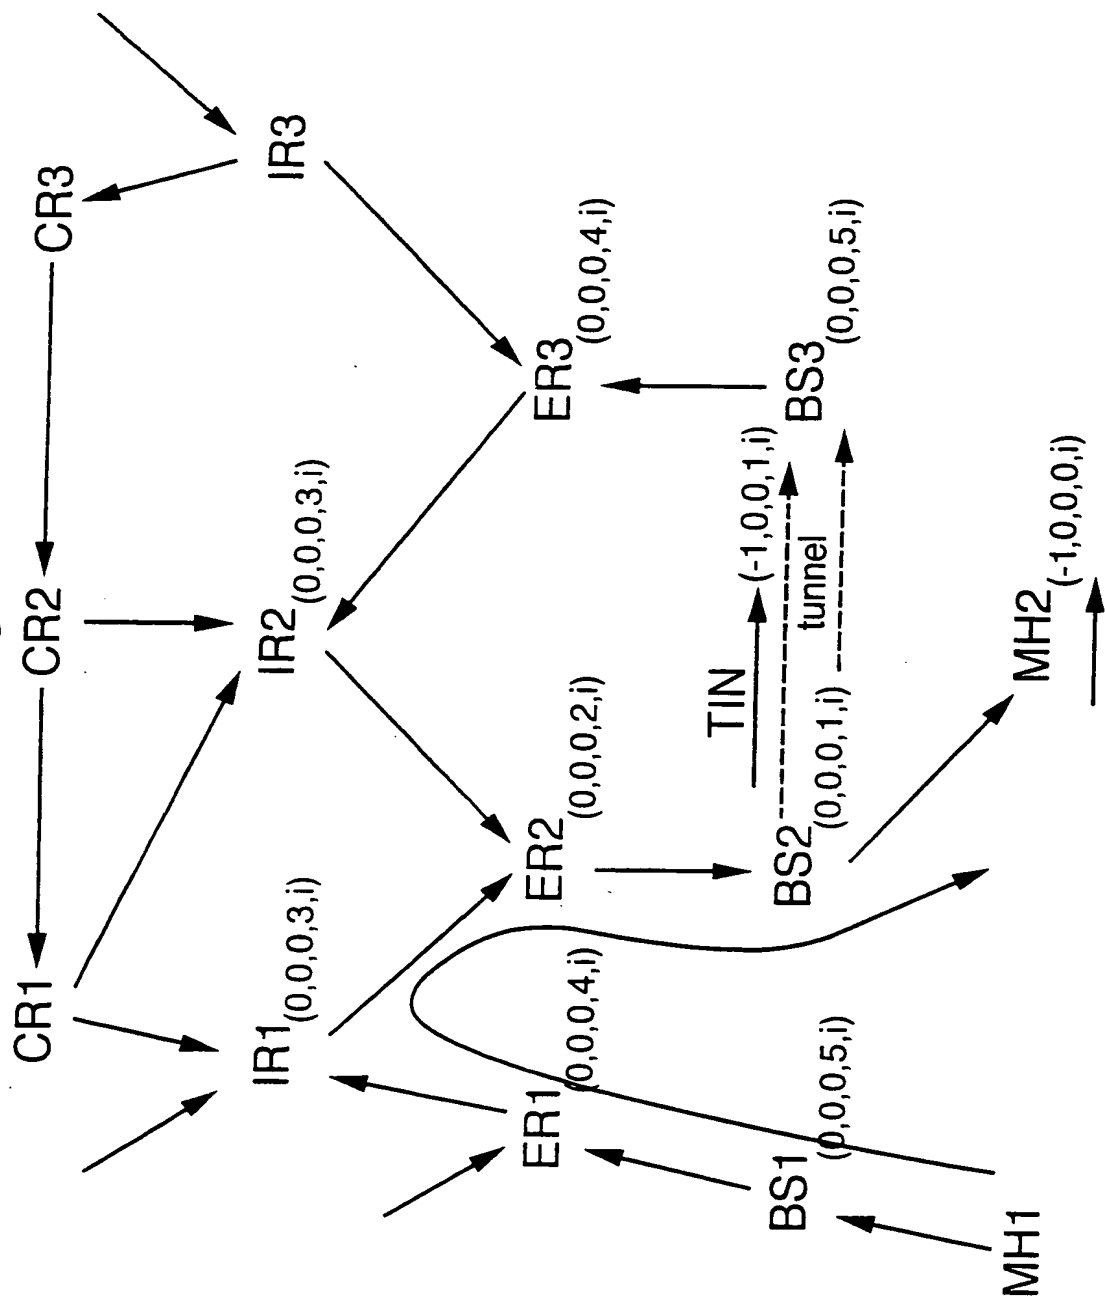 CR1
CR2
CR3
IR1(0,0,0,3,i)
IR2(0,0,0,3,i)
IR3
ER1(0,0,0,4,i)
ER2(0,0,0,2,i)
ER3(0,0,0,4,i)
TIN
(-1,0,0,1,i)
tunnel
BS1(0,0,0,5,i)
BS2(0,0,0,1,i)
BS3(0,0,0,5,i)
MH1
MH2(-1,0,0,0,i)